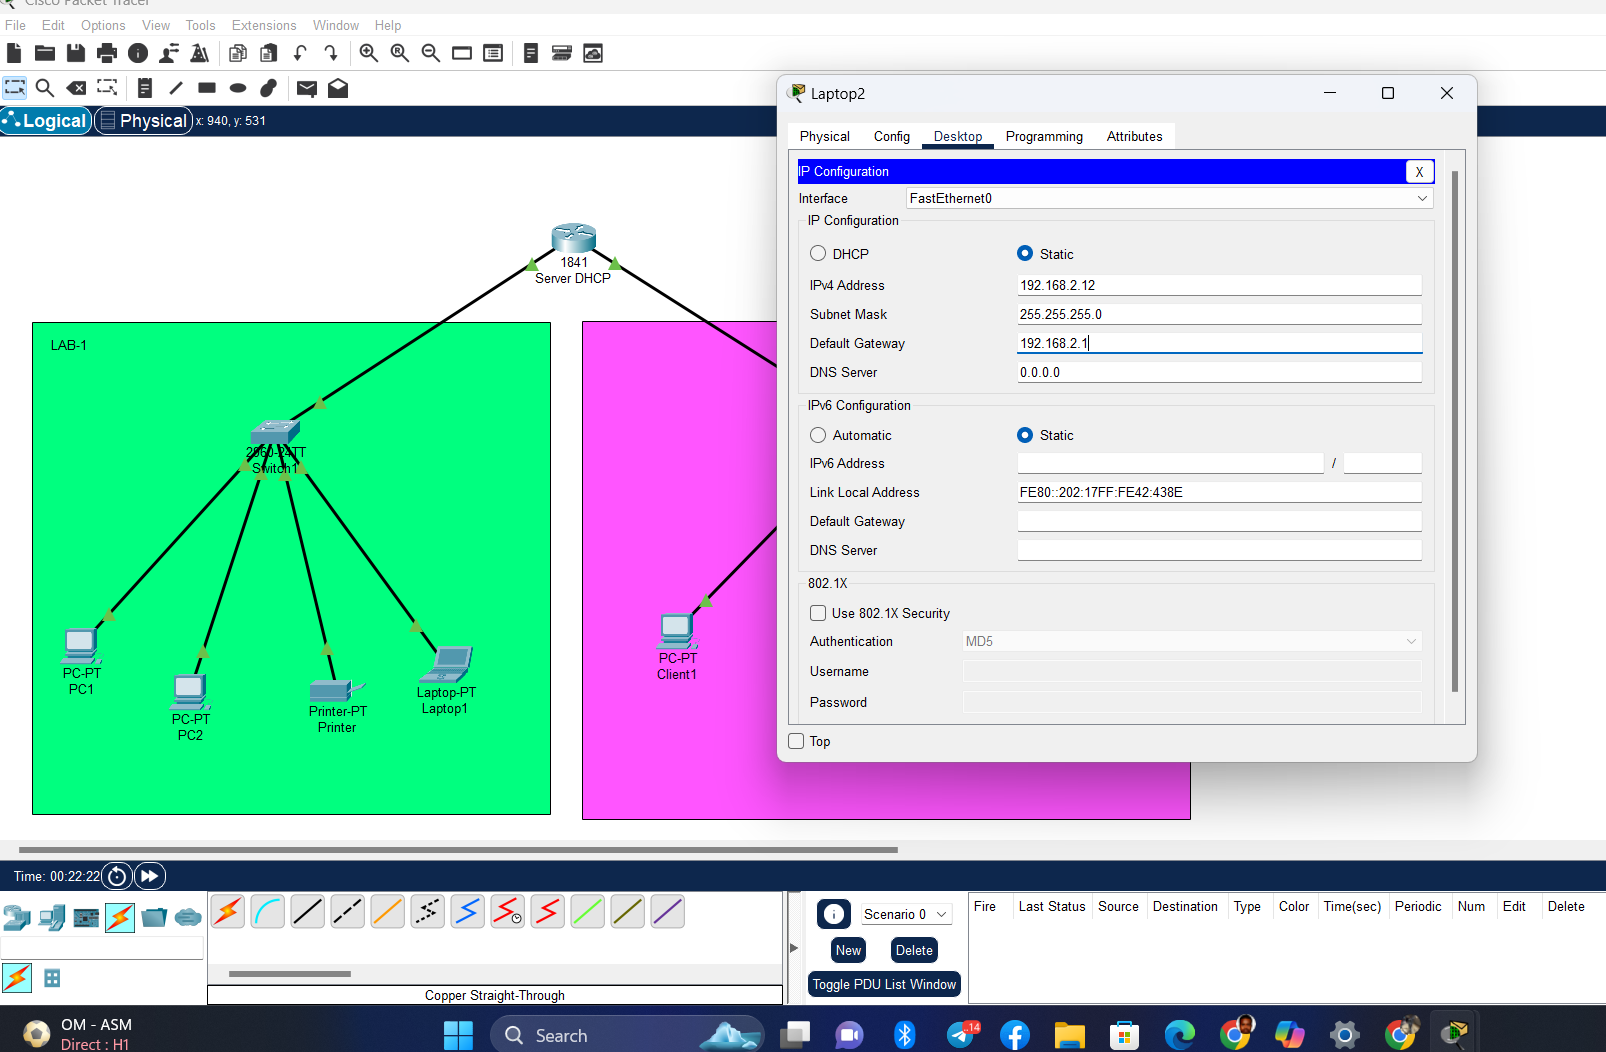 Cisco Packet Tracer
File Edit Options View Tools Extensions Window Help
Logical Physical x: 940, y: 531
1841
Server DHCP
LAB-1
2960-24TT
Switch1
PC-PT
PC1
PC-PT
PC2
Printer-PT
Printer
Laptop-PT
Laptop1
PC-PT
Client1
Laptop2
Physical Config Desktop Programming Attributes
IP Configuration X
Interface FastEthernet0
IP Configuration
DHCP Static
IPv4 Address 192.168.2.12
Subnet Mask 255.255.255.0
Default Gateway 192.168.2.1
DNS Server 0.0.0.0
IPv6 Configuration
Automatic Static
IPv6 Address /
Link Local Address FE80::202:17FF:FE42:438E
Default Gateway
DNS Server
802.1X
Use 802.1X Security
Authentication MD5
Username
Password
Top
Time: 00:22:22
Copper Straight-Through
Scenario 0
New Delete
Toggle PDU List Window
Fire Last Status Source Destination Type Color Time(sec) Periodic Num Edit Delete
OM - ASM
Direct : H1
Search
14